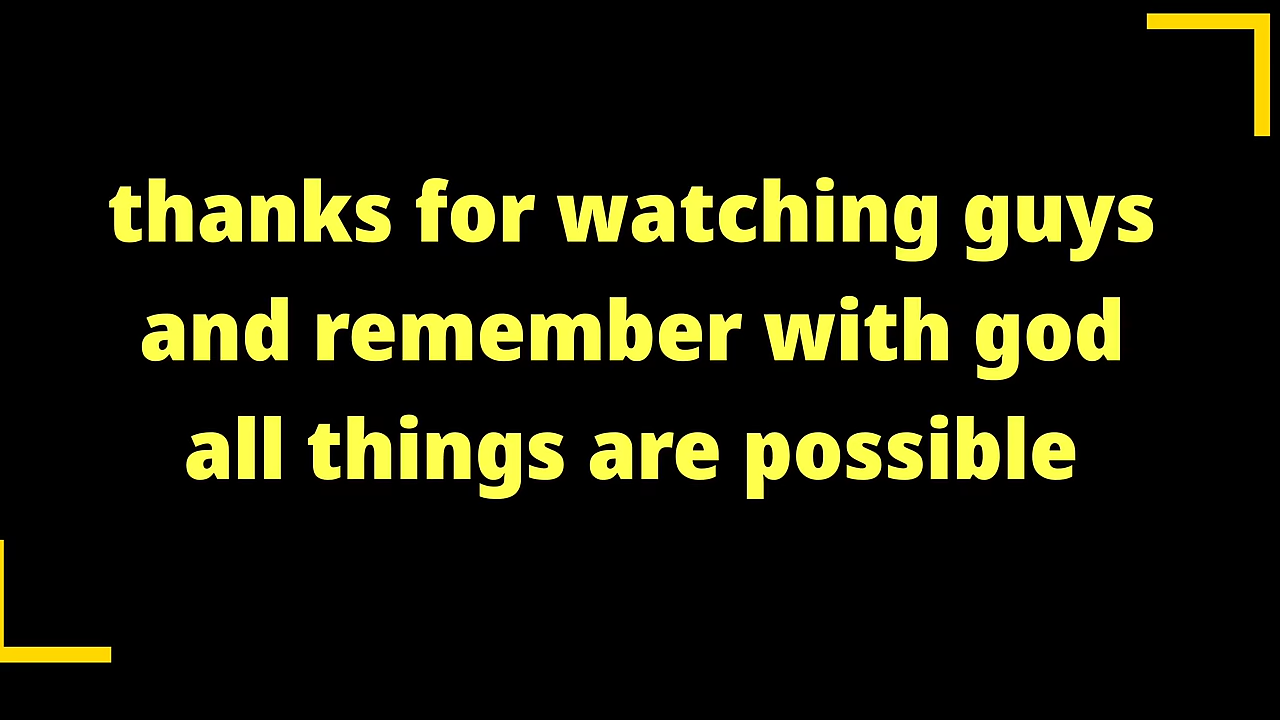 thanks for watching guys
and remember with god
all things are possible